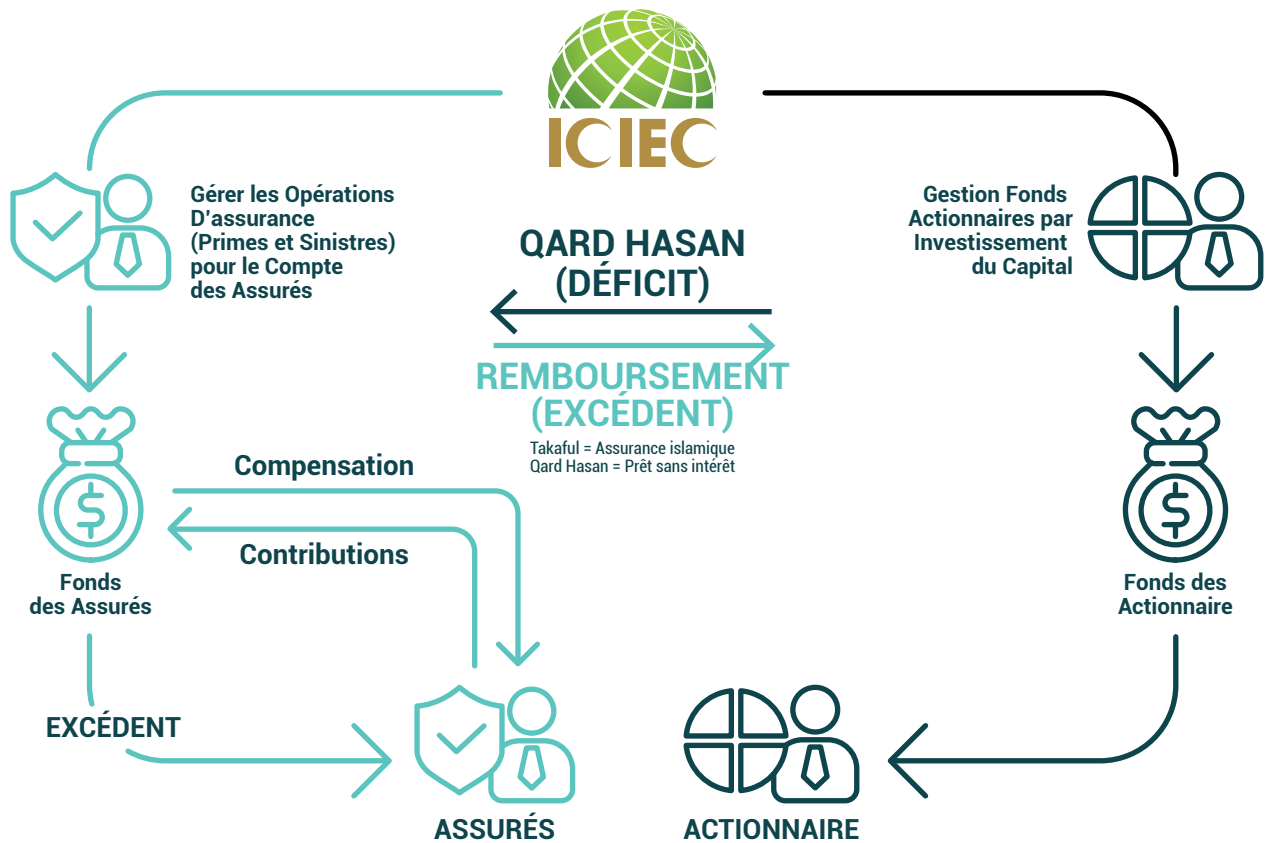 ICIEC
Gérer les Opérations
D'assurance
(Primes et Sinistres)
pour le Compte
des Assurés
Gestion Fonds
Actionnaires par
Investissement
du Capital
QARD HASAN
(DÉFICIT)
REMBOURSEMENT
(EXCÉDENT)
Takaful = Assurance islamique
Qard Hasan = Prêt sans intérêt
Compensation
Contributions
$
Fonds
des Assurés
$
Fonds des
Actionnaire
EXCÉDENT
ASSURÉS
ACTIONNAIRE